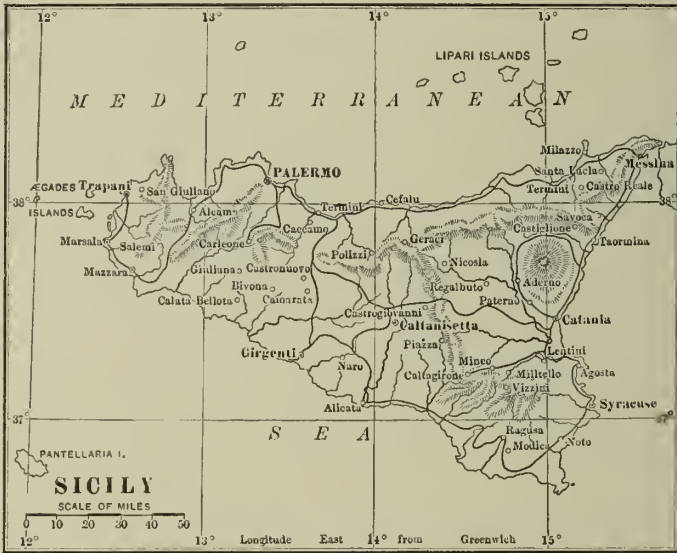 12° 13° 14° 15°
LIPARI ISLANDS
MEDITERRANEAN
Milazzo
Messina
ÆGADES Trapani San Giuliano PALERMO Santa Lucia
Termini Castro Reale
38° ISLANDS Alcamo Termini Cefalu 38°
Caccamo Savoca
Marsala Salemi Corleone Geraci Castiglione Taormina
Polizzi
Mazzara Giuliana Castronuovo Nicosia
Bivona Regalbuto Aderno
Calata Bellota Camarata Paterno
Castrogiovanni
Caltanisetta Catania
Piazza
Girgenti Lentini
Naro Mineo
Caltagirone Militello Agosta
Vizzini
Alicata Syracuse
37° 37°
SEA Ragusa
Modica Noto
PANTELLARIA I.
SICILY
SCALE OF MILES
0 10 20 30 40 50
12° 13° Longitude East 14° from Greenwich 15°